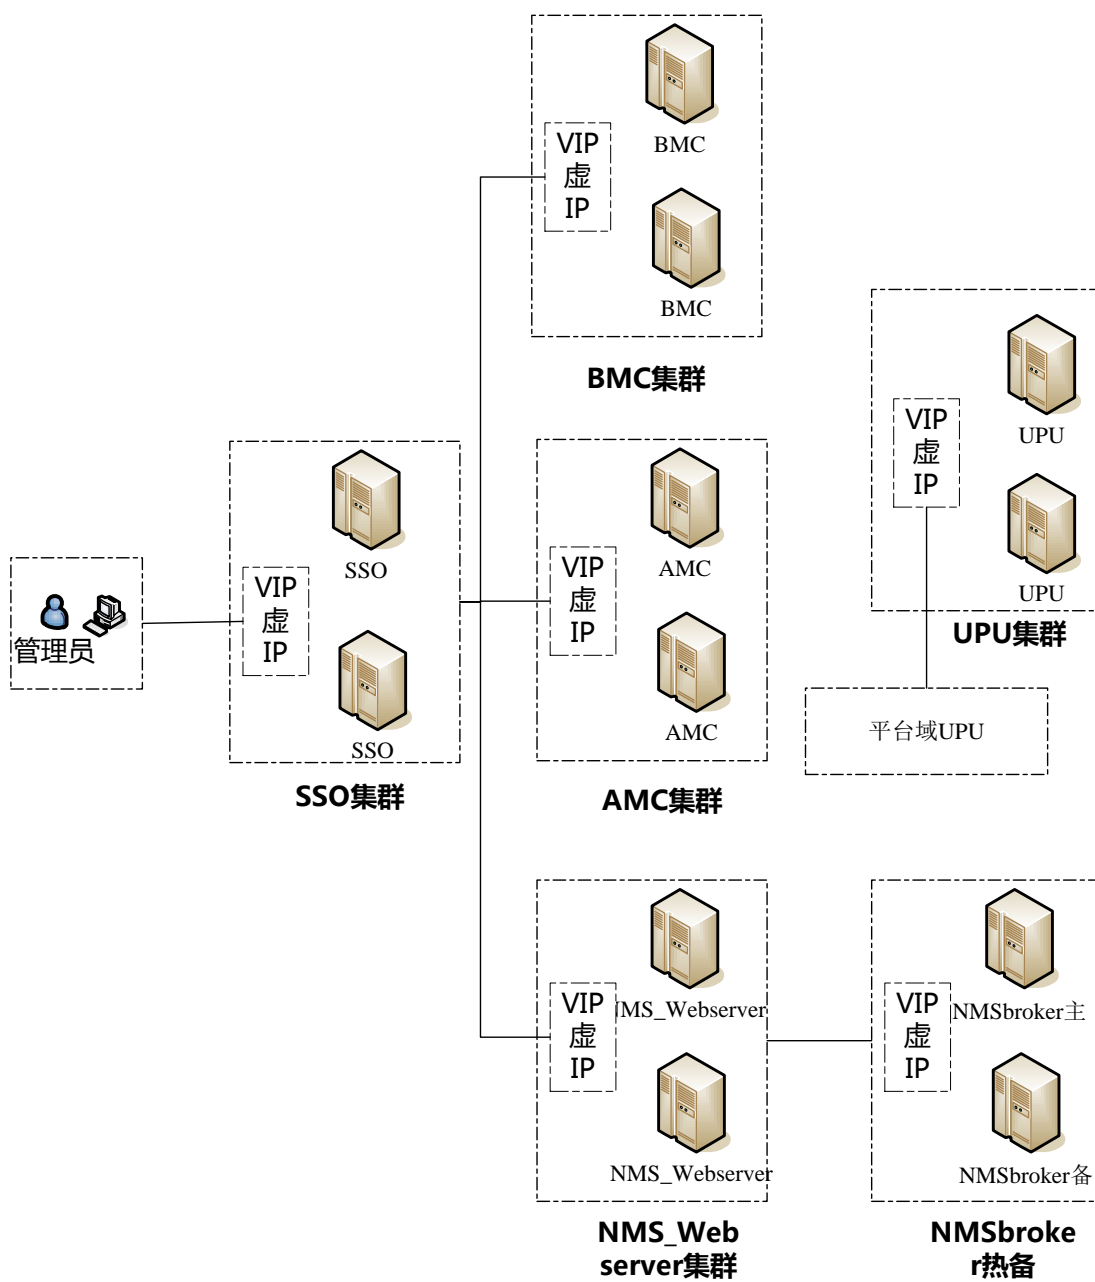 VIP
虚
IP
BMC
BMC
BMC集群
VIP
虚
IP
UPU
UPU
UPU集群
平台域UPU
管理员
VIP
虚
IP
SSO
SSO
SSO集群
VIP
虚
IP
AMC
AMC
AMC集群
VIP
虚
IP
NMS_Webserver
NMS_Webserver
NMS_Web
server集群
VIP
虚
IP
NMSbroker主
NMSbroker备
NMSbroke
r热备